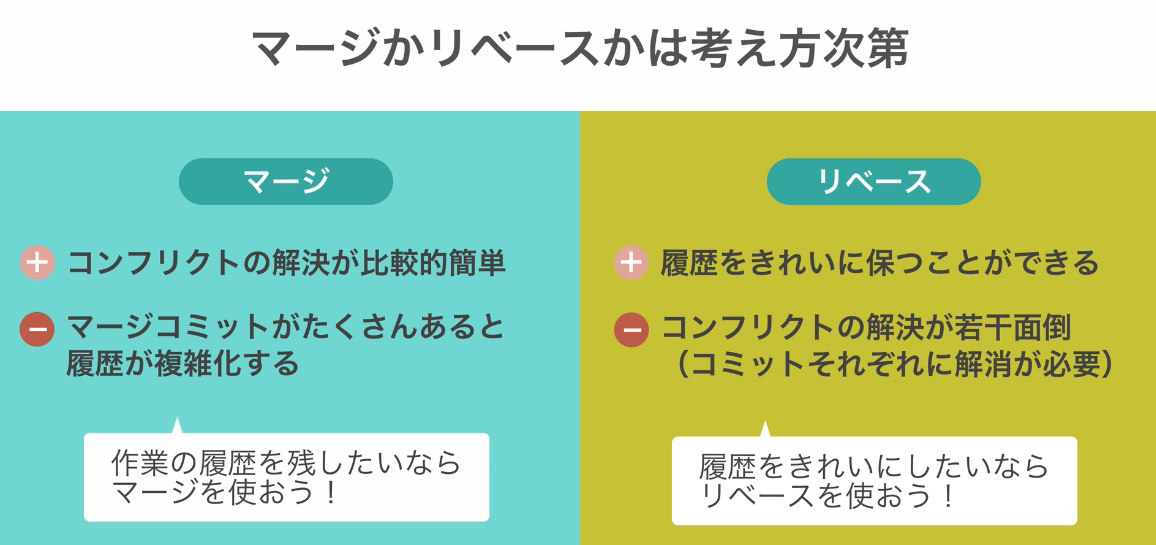 マージかリベースかは考え方次第
マージ
+ コンフリクトの解決が比較的簡単
− マージコミットがたくさんあると
履歴が複雑化する
作業の履歴を残したいなら
マージを使おう！
リベース
+ 履歴をきれいに保つことができる
− コンフリクトの解決が若干面倒
（コミットそれぞれに解消が必要）
履歴をきれいにしたいなら
リベースを使おう！